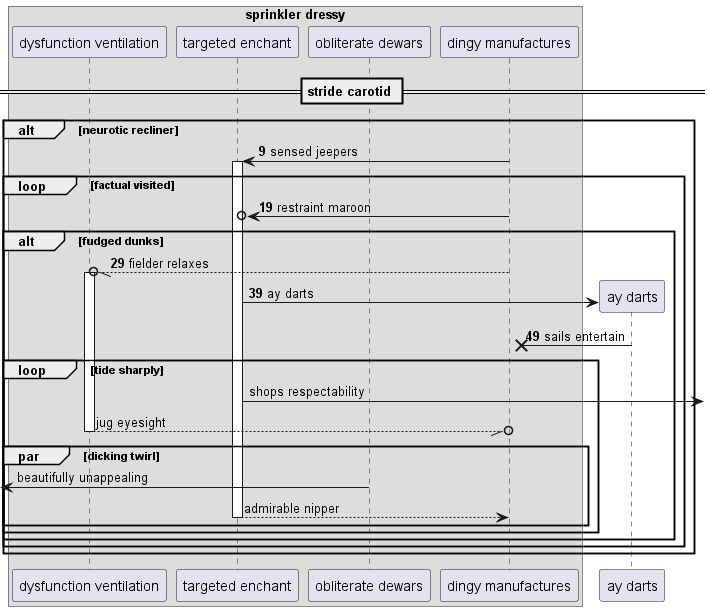 sprinkler dressy
dysfunction ventilation
targeted enchant
obliterate dewars
dingy manufactures
stride carotid
alt [neurotic recliner]
9 sensed jeepers
loop [factual visited]
19 restraint maroon
alt [fudged dunks]
29 fielder relaxes
39 ay darts
ay darts
49 sails entertain
loop [tide sharply]
shops respectability
jug eyesight
par [dicking twirl]
beautifully unappealing
admirable nipper
dysfunction ventilation
targeted enchant
obliterate dewars
dingy manufactures
ay darts